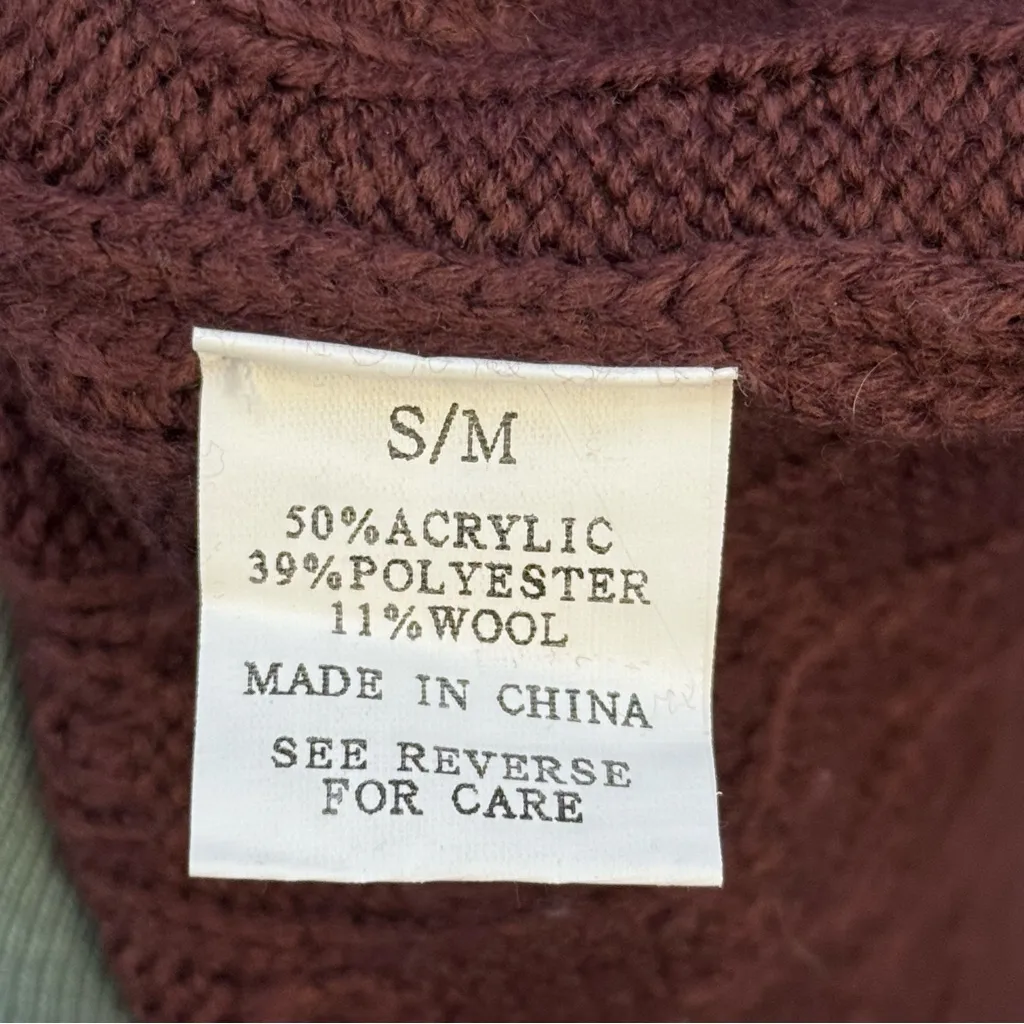 S/M
50%ACRYLIC
39%POLYESTER
11%WOOL
MADE IN CHINA
SEE REVERSE
FOR CARE